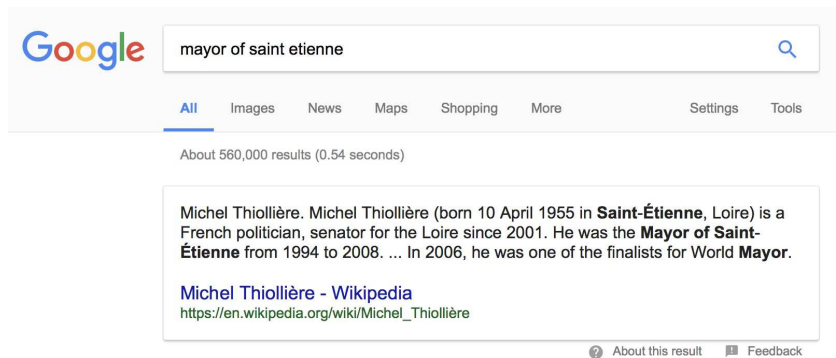 Google
mayor of saint etienne
All Images News Maps Shopping More Settings Tools
About 560,000 results (0.54 seconds)
Michel Thiollière. Michel Thiollière (born 10 April 1955 in Saint-Étienne, Loire) is a
French politician, senator for the Loire since 2001. He was the Mayor of Saint-
Étienne from 1994 to 2008. ... In 2006, he was one of the finalists for World Mayor.
Michel Thiollière - Wikipedia
https://en.wikipedia.org/wiki/Michel_Thiollière
About this result Feedback